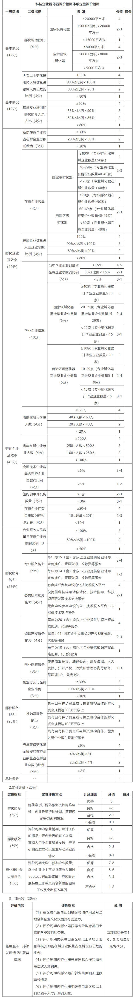 科技企业孵化器评价指标体系定量评价指标
一级指标 二级指标 标 准 分值 得分
基本情况
(12分)
孵化场地面积
(4分)
国家级孵化器
≥20000平方米 4
15000≤面积<20000
平方米
2-3
<15000平方米 1
自治区级
孵化器
≥8000平方米 4
5000≤面积<8000
平方米
2-3
<5000平方米 1
大专以上孵化器
服务人员数量占
服务人员总数的
比例(4分)
100% 4
90%≤比例<100% 3
80%≤比例<90% 2
<80% 1
基本情况
(12分)
接受专业培训的
孵化服务人员
占比(4分)
≥90% 4
85%≤比例<90% 3
80%≤比例<85% 2
<80% 1
孵化企业
及效率
(40分)
新增在孵企业数
占在孵企业总数
的比例(3分)
≥30% 3
20%≤比例<30% 2
<20% 1
在孵企业数量
(4分)
国家级孵化器
≥80家(专业孵化器在
孵企业数量≥50家)
4
70-79家(专业孵化器
在孵企业数量40-49家)
2-3
<70家(专业孵化器在
孵企业数量<40家)
1
自治区级
孵化器
≥70家(专业孵化器在
孵企业数量≥50家)
4
60-69家(专业孵化器
在孵企业数量40-49家)
2-3
<60家(专业孵化器在
孵企业数量<40家)
1
在孵企业数量占
入驻企业总数
比例(4分)
100% 4
90%≤比例<100% 3
80%≤比例<90% 2
<80% 1
毕业企业情况
(10分)
当年毕业企业数量占
在孵企业总数的比例
(5分)
≥15% 4-5
5%≤比例<15% 2-3
<5% 0-1
国家级孵化器
累计毕业企业数量
(5分)
≥40家(专业孵化器累
计毕业企业数量≥30
家)
5
20-39家(专业孵化器
累计毕业企业数量15-
29家)
2-4
<20家(专业孵化器累
计毕业企业数量<15
家)
0-1
自治区级孵化器
累计毕业企业数量
(5分)
≥30家(专业孵化器累
计毕业企业数量≥20
家)
5
10-29家(专业孵化器
累计毕业企业数量5-1
9家)
2-4
<10家(专业孵化器累
计毕业企业数量<5
家)
0-1
孵化企业
及效率
(40分)
吸纳应届大学生
人数(4分)
≥60人 4
40≤人数<60人 3
20≤人数<40人 2
<20人 1
当年在孵企业就
业人数(4分)
≥500人 4
250≤人数<500人 3
100≤人数<250人 2
<100人 1
高新技术企业数
量占在孵企业
总数的比例
(4分)
≥5% 3-4
<5% 1-2
签约的中介机构
数量(3分)
≥3家 2-3
<3家 0-1
在孵企业拥有
自主知识产权
累计数(4分)
≥20件 4
10≤数量<20件 2-3
<10件 1
孵化服务
能力
(28分)
专业服务人员数
量与在孵企业总
数的比例(3
分)
≥100% 3
50%≤比例<100% 2
<50% 1
专业服务能力
(4分)
每年为15(含)家以上企业提供创业辅导、
宣传推广、管理咨询、投融资等服务
3-4
每年为14(含)家以下企业提供创业辅导、
宣传推广、管理咨询、投融资等服务
1-2
公共技术服务
能力(4分)
有自建或参与建设的公共技术服务平台 4
仅提供科技成果转移转化、技术指导、科技
项目研发等技术支持服务
2-3
无自建或参与建设的公共技术服务平台，未
提供技术支持服务
1
知识产权服务
能力(4分)
每年为20(含)家以上企业提供知识产权战
略规划、代理等服务
4
每年为11-19家企业提供知识产权战略规划、
代理等服务
2-3
每年为10(含)家以下企业提供知识产权战
略规划、代理等服务
1
孵化服务
能力
(28分)
创业配套服务
(3分)
提供创业辅导、法律咨询、财务管理、人力
资源、知识产权、政策和管理咨询等服务，
每两项1分，最高3分。
1-3
创业导师与在孵
企业比例
(3分)
≥30% 3
10%≤比例<30% 2
<10% 1
投融资服务
能力
(3分)
具有自有种子资金或与投资机构合作的孵化
资金规模达300万元以上
3
具有自有种子资金或与投资机构合作的孵化
资金规模达100万元以上
2
具有自有种子资金或与投资机构合作，能为
入孵企业提供投融资服务
1
当年获得孵化基
金投资的在孵企
业数量占在孵企
业总数的比例
(4分)
≥6% 4
4%≤比例<6% 3
2%≤比例<4% 2
<2% 1
总计得分 -- -- --
2.定性评价(20分)
定性指标 定性评价重点 计分细则 分值 得分
孵化服务
(6分)
孵化案例、孵化服务资源网络建
设、创业导师行动计划、管理规
范等方面的情况
优秀 6
良好 4-5
合格 2-3
不合格 0-1
孵化绩效
(6分)
评价周期内创业辅导、统计工作
的情况；双创升级的有关举措、
推动大中小企业融通发展，产学
研融通发展和以创业带动就业的
情况
优秀 6
良好 4-5
合格 2-3
不合格 0-1
孵化器社会
贡献评价
(8分)
评价周期大学生创办企业数量；
毕业企业中上市或销售收入超过
300万元的企业数量；孵化器开
展特色工作或具有创新性的服务
工作及突出服务案例
优秀 7-8
良好 5-6
合格 3-4
不合格 1-2
3．加分项(20分)
评价内容 评价指标 说 明
拓展服务、持续
发展情况和获奖
情况
(1)在区域范围内起到辐射带动作用及对当
地创新创业文化氛围具有营造力。
(2)评价周期内孵化器获得各级政府部门支
持的各类项目和荣誉。
(3)评价周期内获得自治区级以上科技计划
和科技奖励的在孵企业数量占在孵企业总数的
比例。
(4)评价周期内孵化器开展国际合作和海外
高层次人才引进。
(5)评价周期内孵化器在创业苗圃和加速器
建设情况。
(6)评价周期内孵化器中获得自治区级以上
科技领军人才计划的人数。
每项指标最高4
分，加分项总分
最高20分。